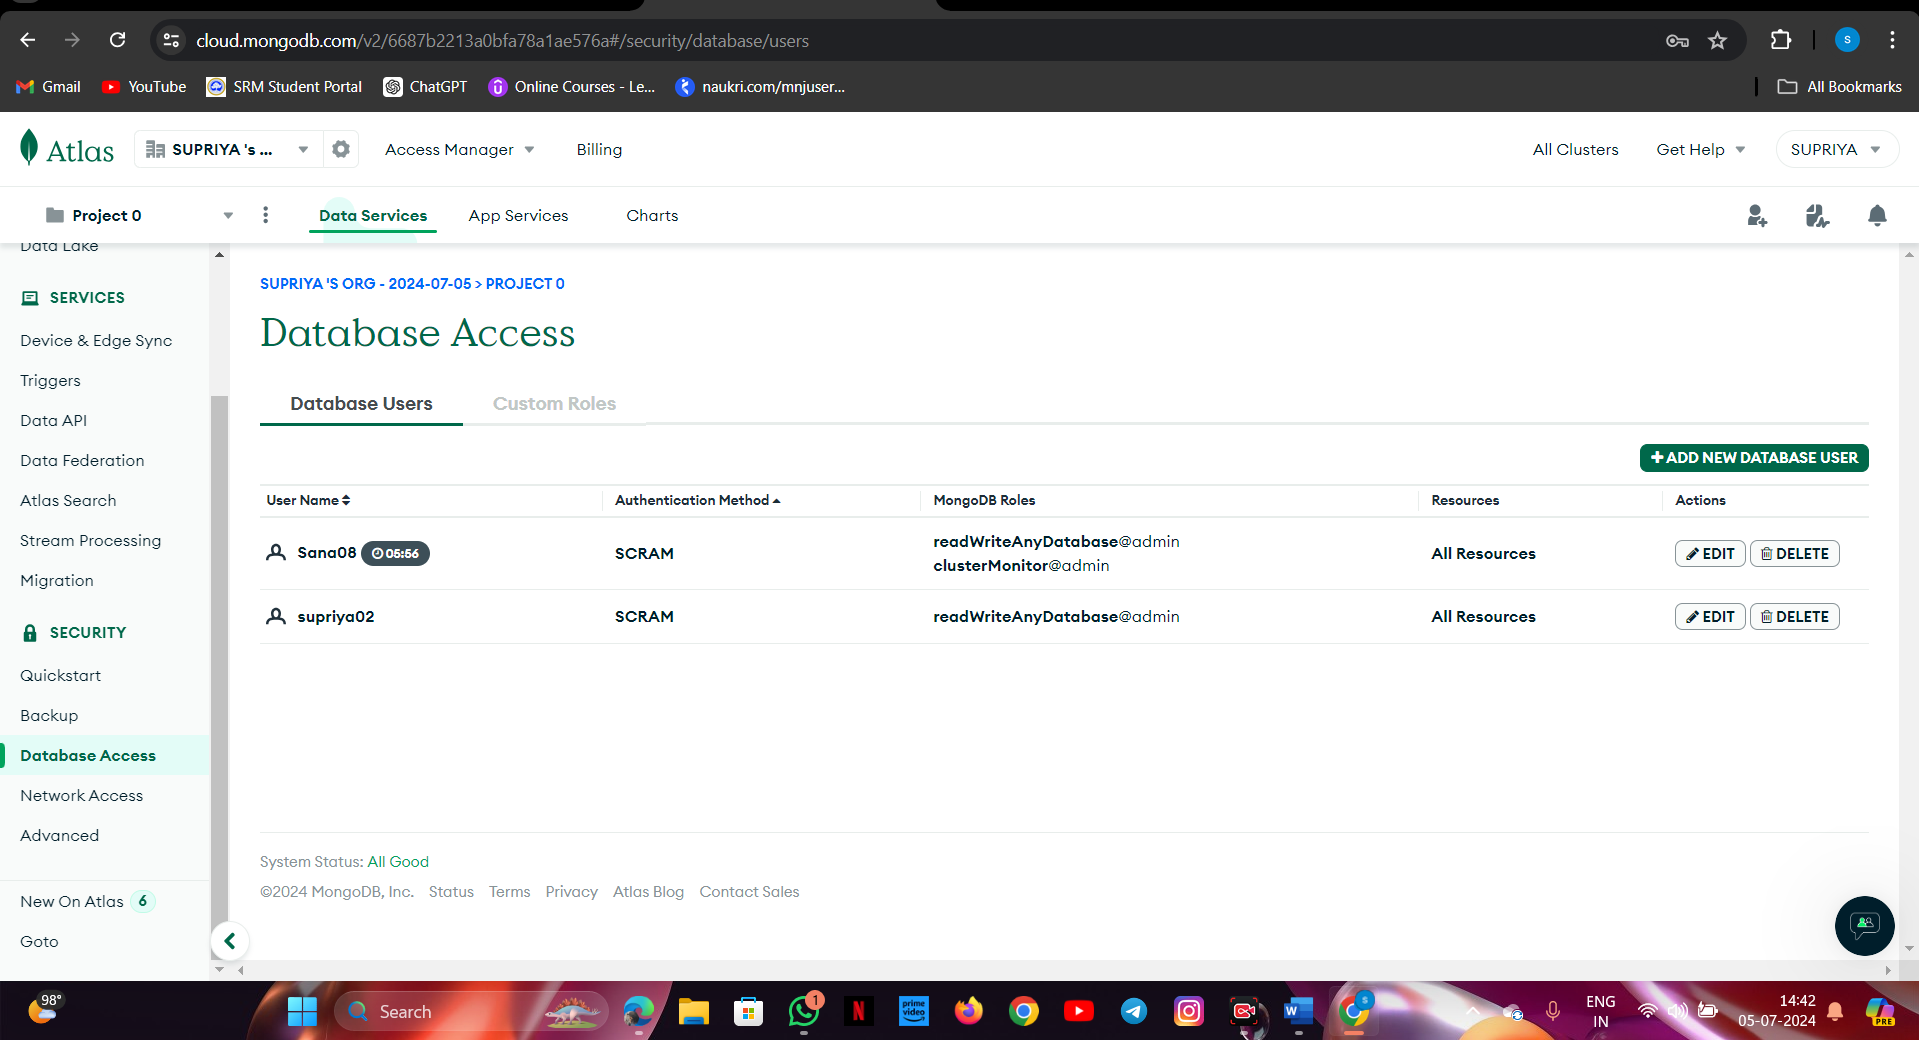 cloud.mongodb.com/v2/6687b2213a0bfa78a1ae576a#/security/database/users
S
Gmail YouTube SRM Student Portal ChatGPT Online Courses - Le... naukri.com/mnjuser... All Bookmarks
Atlas SUPRIYA 's ... Access Manager Billing All Clusters Get Help SUPRIYA
Project 0 Data Services App Services Charts
Data Lake
SERVICES
Device & Edge Sync
Triggers
Data API
Data Federation
Atlas Search
Stream Processing
Migration
SECURITY
Quickstart
Backup
Database Access
Network Access
Advanced
New On Atlas 6
Goto
SUPRIYA 'S ORG - 2024-07-05 > PROJECT 0
Database Access
Database Users Custom Roles
+ ADD NEW DATABASE USER
User Name Authentication Method MongoDB Roles Resources Actions
Sana08 05:56 SCRAM readWriteAnyDatabase@admin All Resources EDIT DELETE
clusterMonitor@admin
supriya02 SCRAM readWriteAnyDatabase@admin All Resources EDIT DELETE
System Status: All Good
©2024 MongoDB, Inc. Status Terms Privacy Atlas Blog Contact Sales
98°
Search
1
N
prime video
W
S
ENG
IN
14:42
05-07-2024
PRE